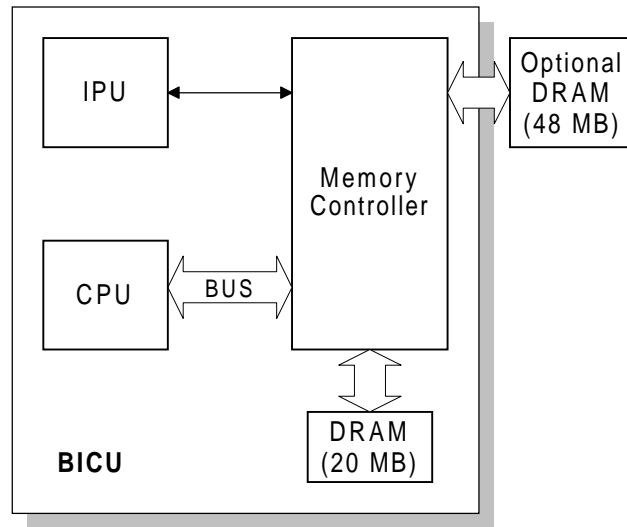 IPU
Optional
DRAM
(48 MB)
Memory
Controller
CPU
BUS
DRAM
(20 MB)
BICU